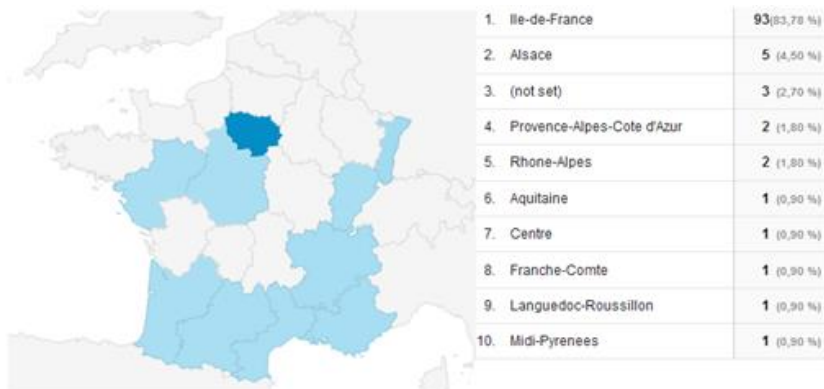 1. Ile-de-France 93(83,78 %)
2. Alsace 5 (4,50 %)
3. (not set) 3 (2,70 %)
4. Provence-Alpes-Cote d'Azur 2 (1,80 %)
5. Rhone-Alpes 2 (1,80 %)
6. Aquitaine 1 (0,90 %)
7. Centre 1 (0,90 %)
8. Franche-Comte 1 (0,90 %)
9. Languedoc-Roussillon 1 (0,90 %)
10. Midi-Pyrenees 1 (0,90 %)